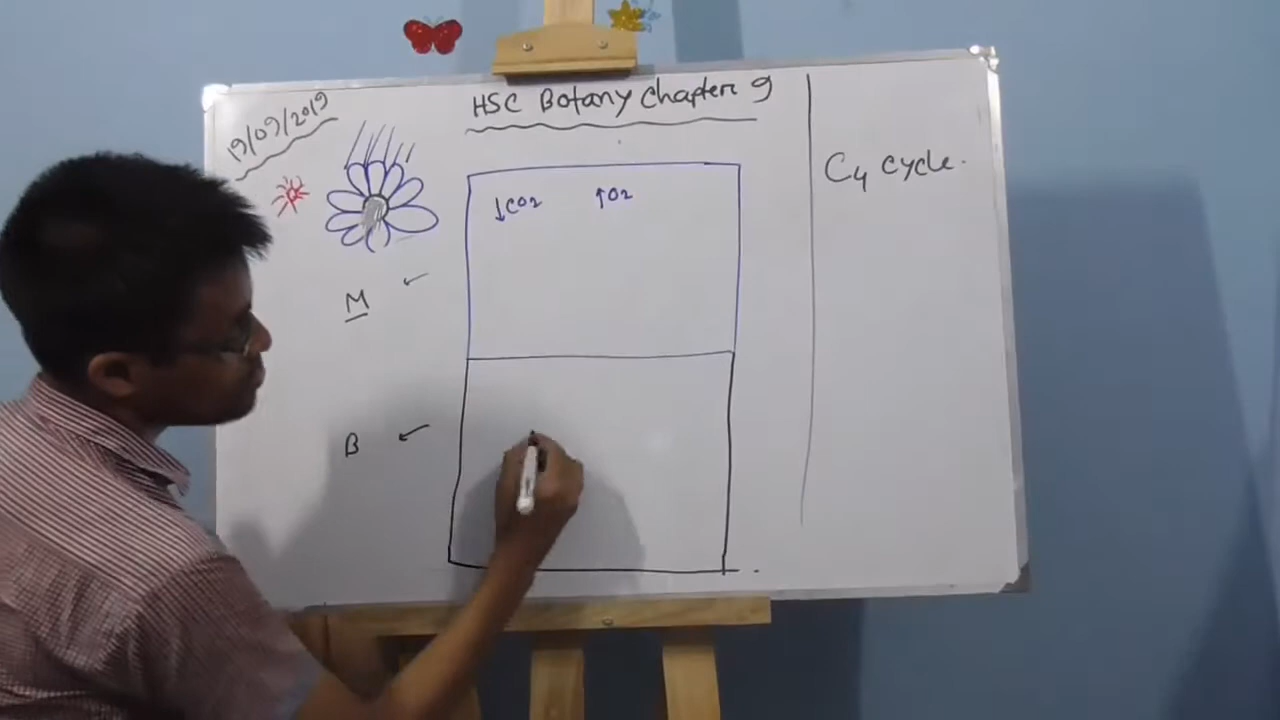 19/09/2019
HSC Botany Chapter 9
C4 cycle.
↓CO2 ↑O2
M
B